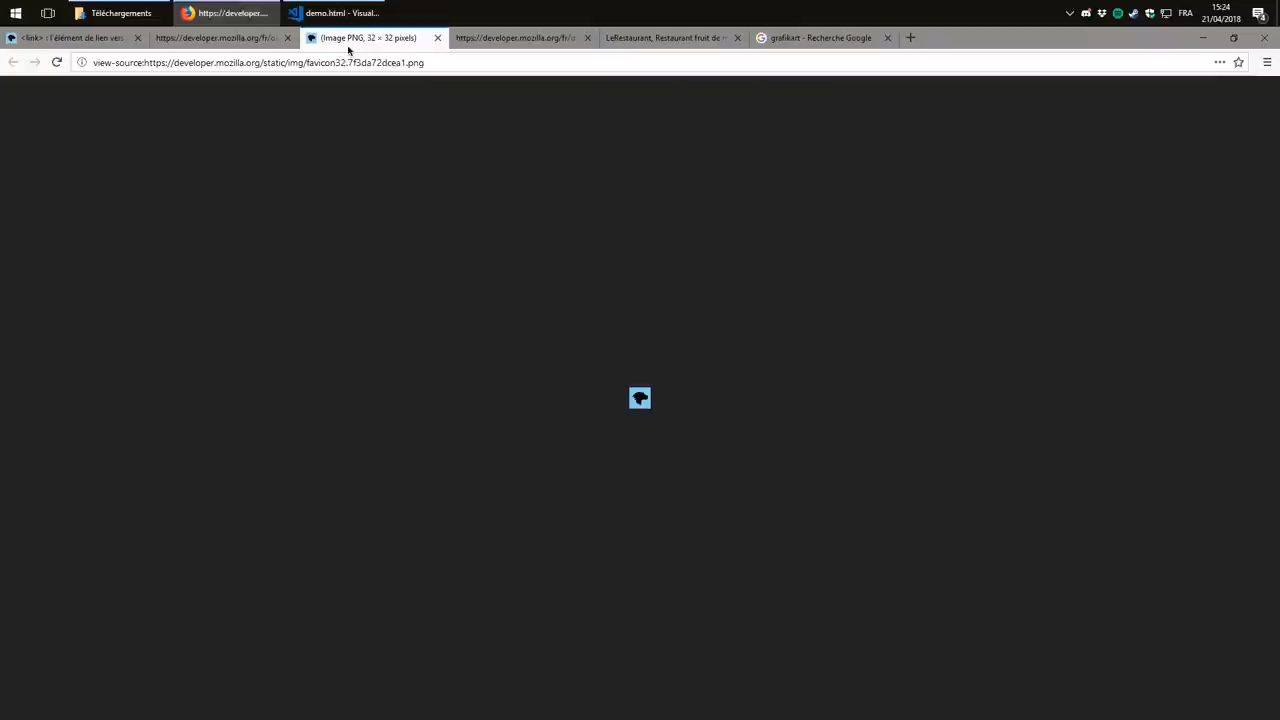 Téléchargements
https://developer....
demo.html - Visual...
FRA
15:24
21/04/2018
4
<link> : l'élément de lien vers
https://developer.mozilla.org/fr/
(Image PNG, 32 × 32 pixels)
https://developer.mozilla.org/fr/
LeRestaurant, Restaurant fruit de
grafikart - Recherche Google
view-source:https://developer.mozilla.org/static/img/favicon32.7f3da72dcea1.png